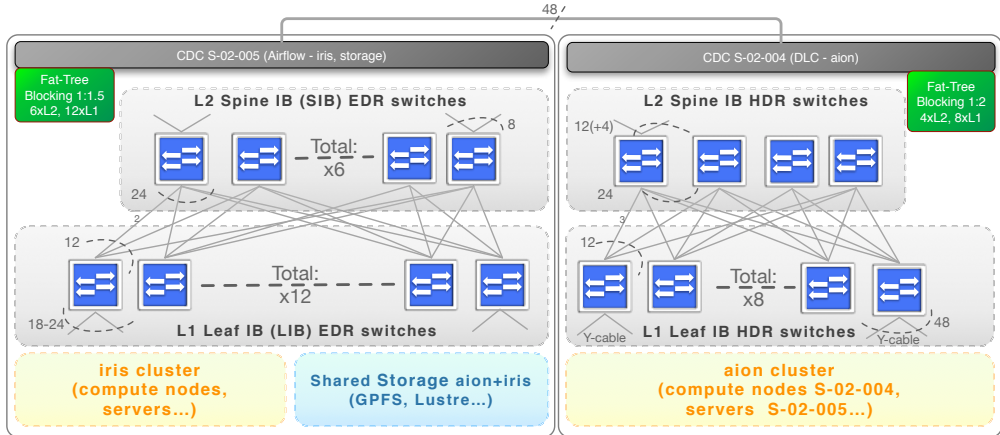 48
CDC S-02-005 (Airflow - iris, storage)
Fat-Tree
Blocking 1:1.5
6xL2, 12xL1
L2 Spine IB (SIB) EDR switches
8
Total:
x6
24
2
12
Total:
x12
18-24
L1 Leaf IB (LIB) EDR switches
iris cluster
(compute nodes,
servers...)
Shared Storage aion+iris
(GPFS, Lustre...)
CDC S-02-004 (DLC - aion)
Fat-Tree
Blocking 1:2
4xL2, 8xL1
L2 Spine IB HDR switches
12(+4)
24
3
12
Total:
x8
48
Y-cable
L1 Leaf IB HDR switches
Y-cable
aion cluster
(compute nodes S-02-004,
servers S-02-005...)